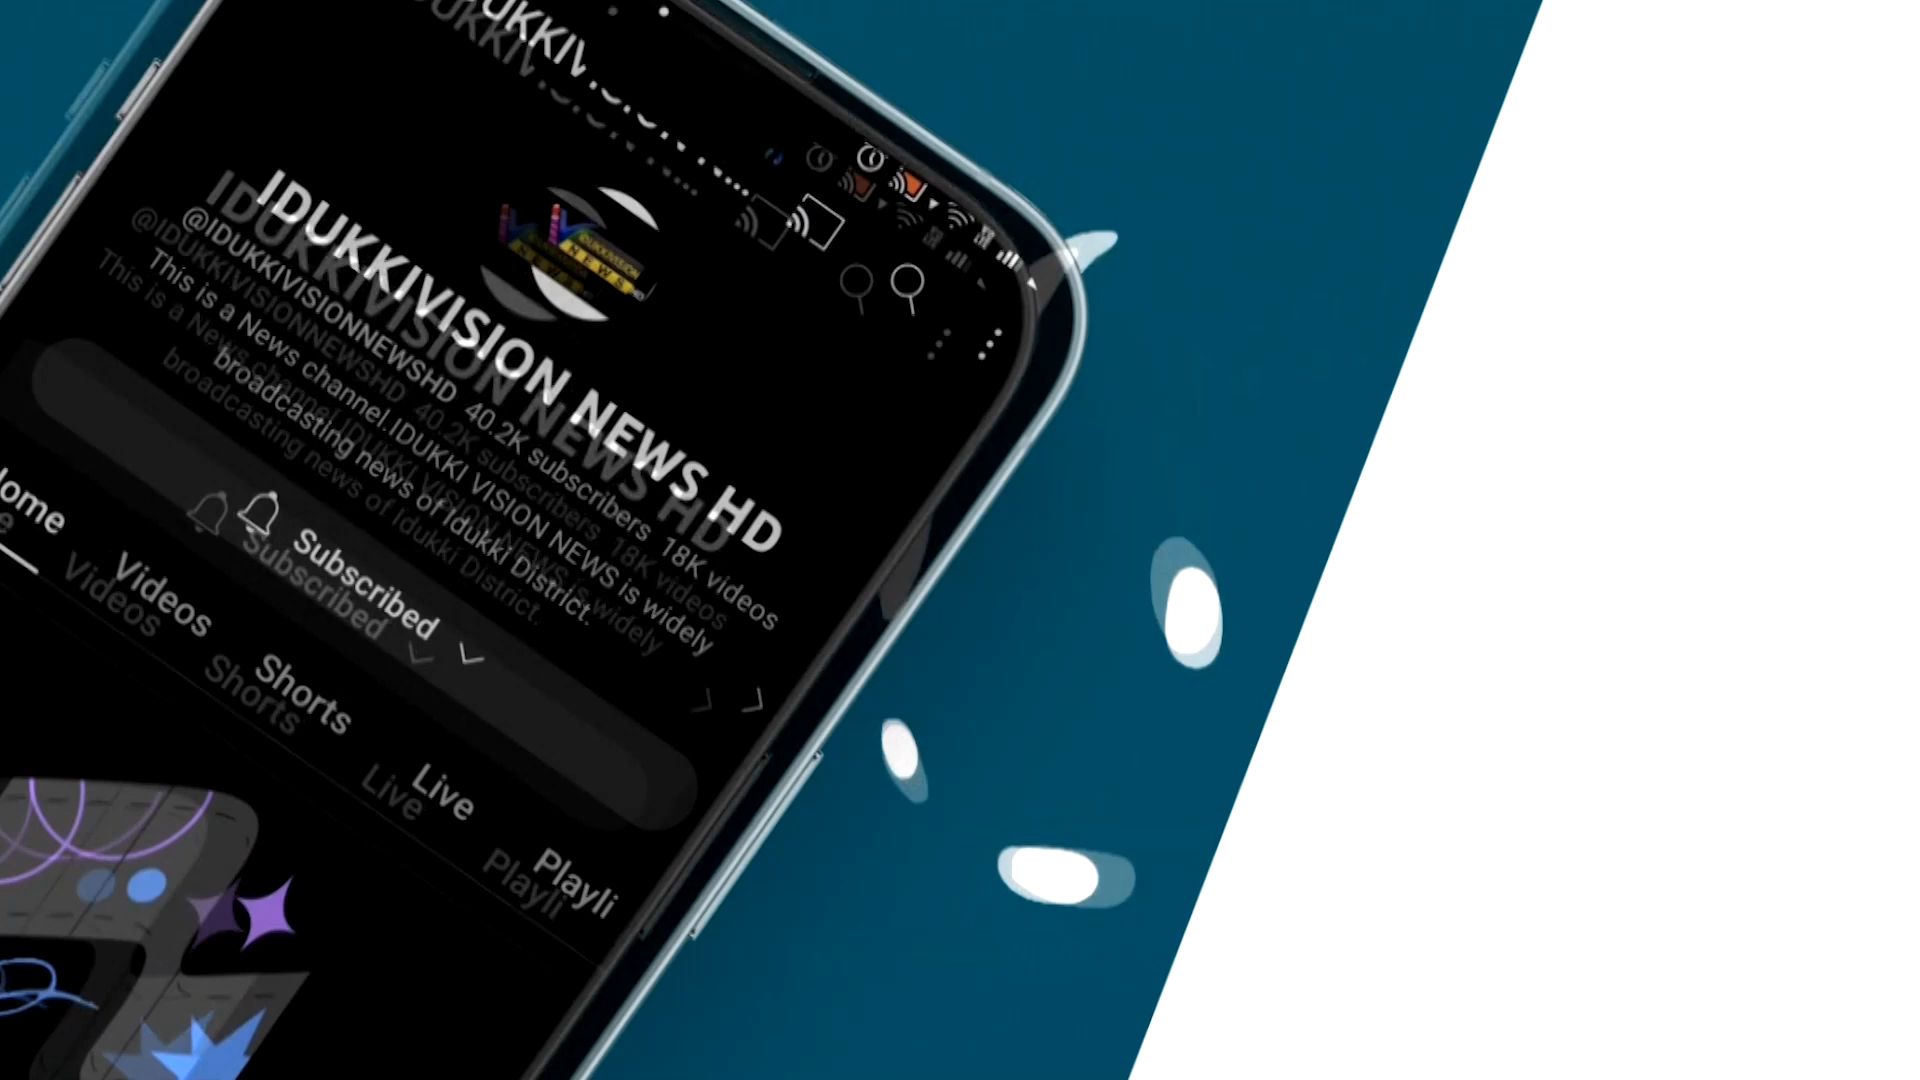 IDUKKIV
IDUKKIVISION NEWS HD
@IDUKKIVISIONNEWSHD 40.2K subscribers 18K videos
This is a News channel.IDUKKI VISION NEWS is widely
broadcasting news of Idukki District.
Subscribed
Home
Videos
Shorts
Live
Playli